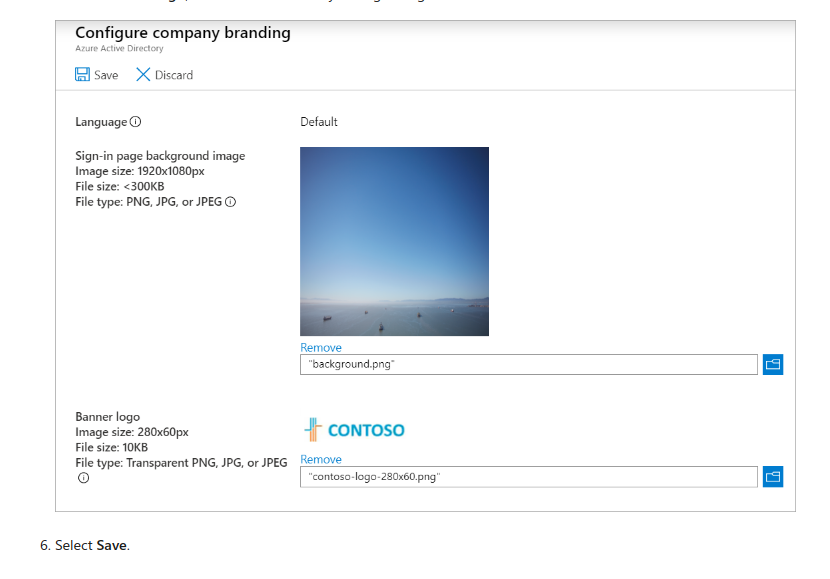 Configure company branding
Azure Active Directory
Save Discard
Language Default
Sign-in page background image
Image size: 1920x1080px
File size: <300KB
File type: PNG, JPG, or JPEG
Remove
"background.png"
Banner logo
Image size: 280x60px
File size: 10KB
File type: Transparent PNG, JPG, or JPEG
CONTOSO
Remove
"contoso-logo-280x60.png"
6. Select Save.